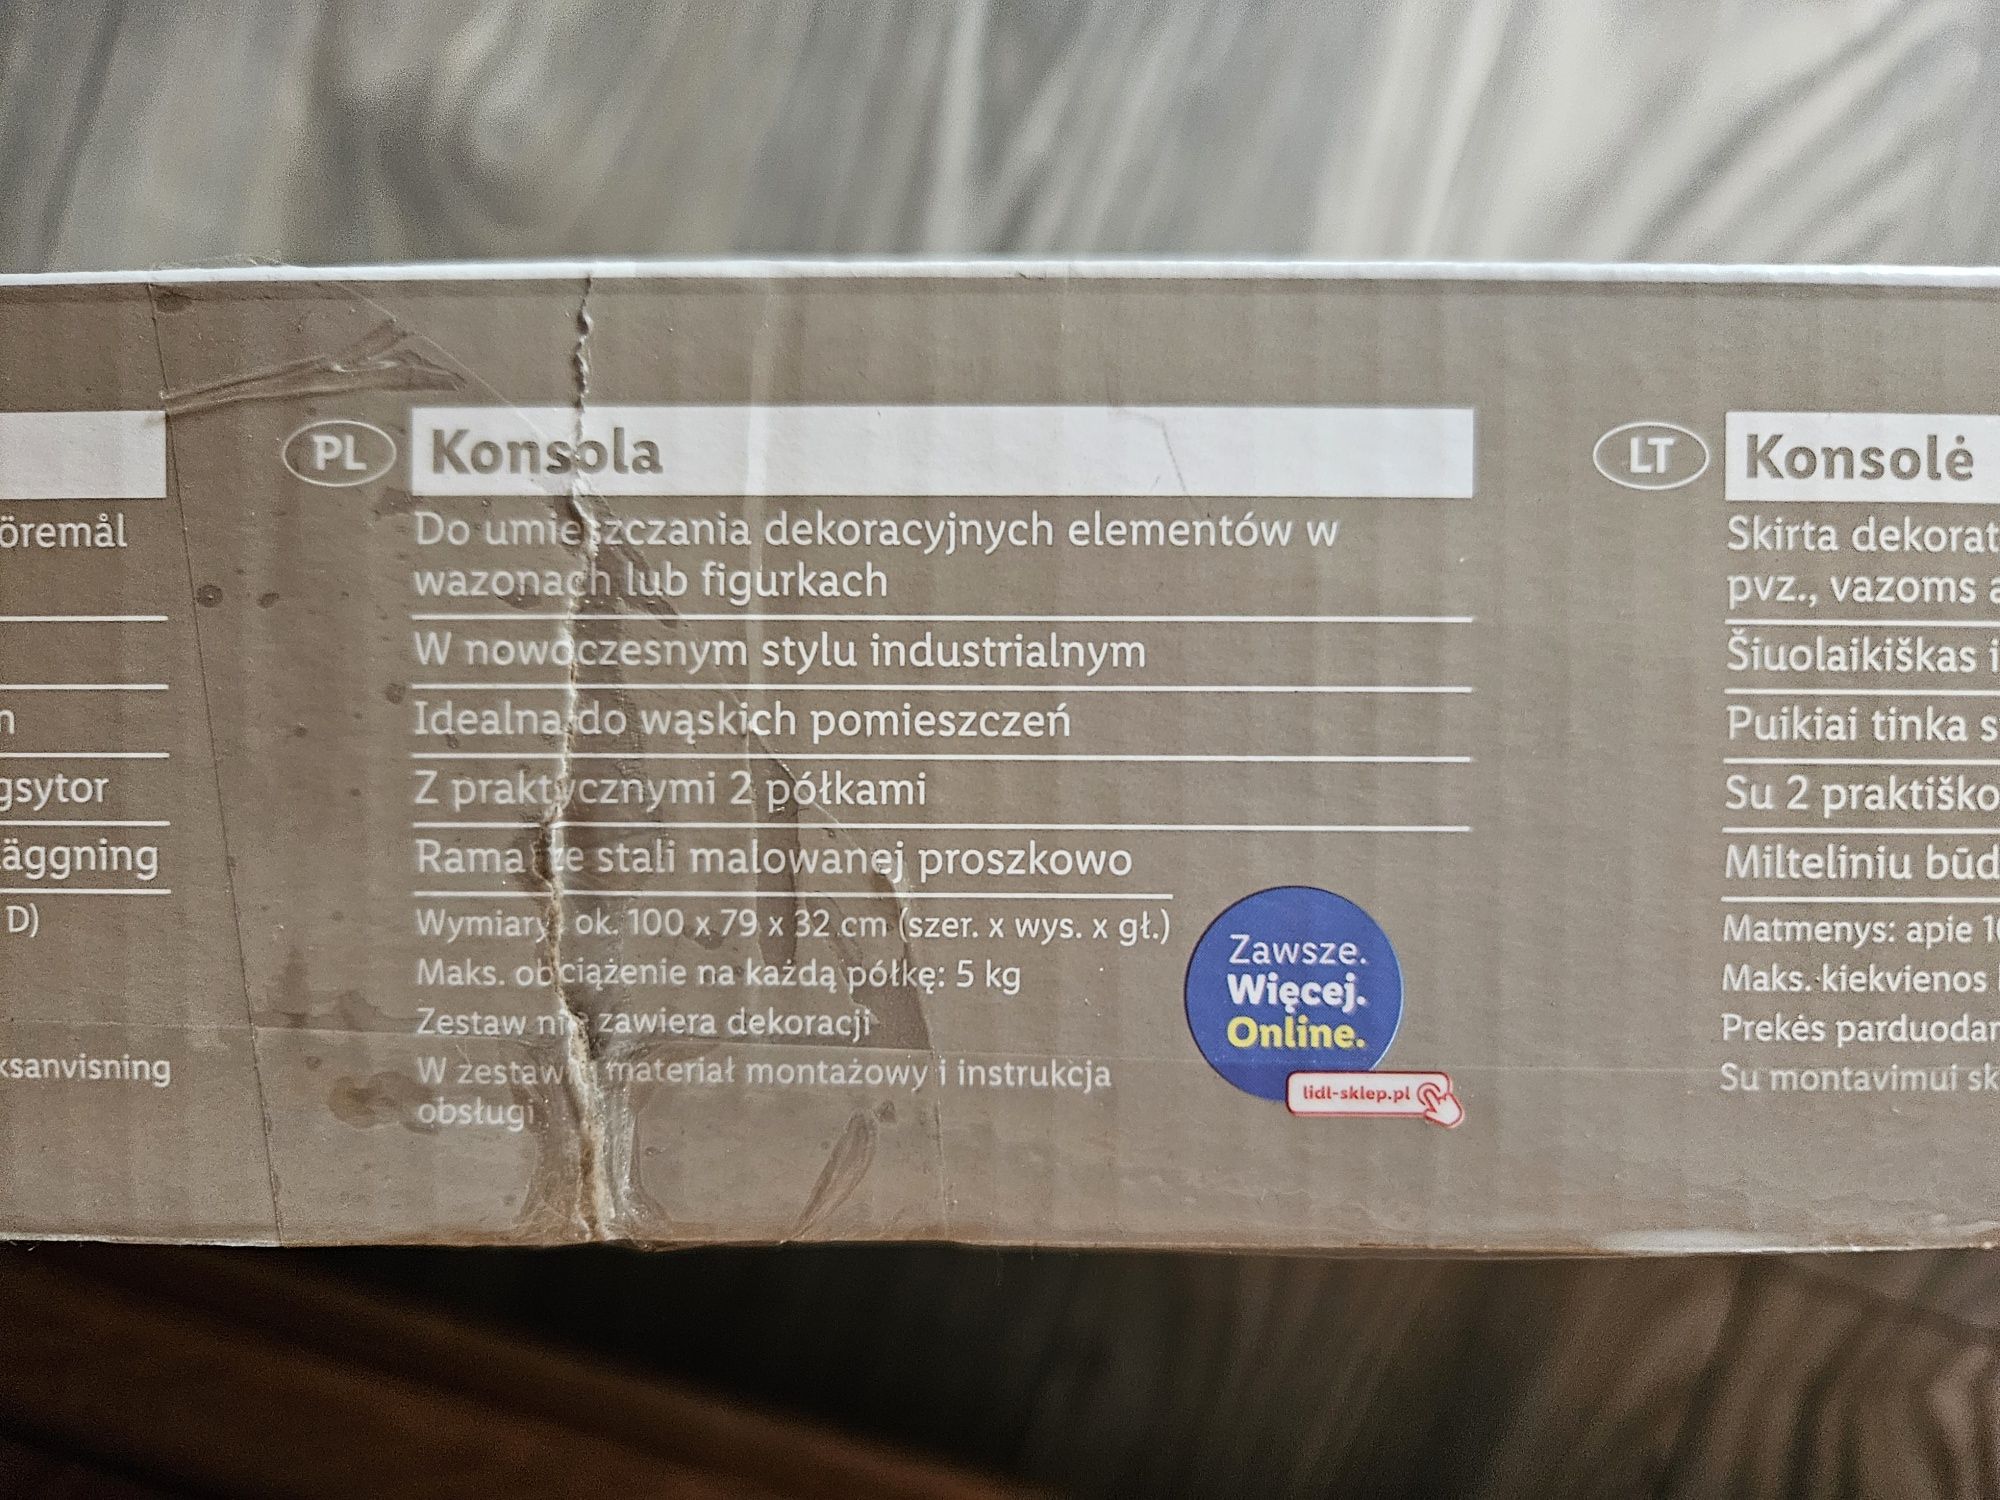 öremål
n
gsytor
äggning
D)
ksanvisning
PL
Konsola
Do umieszczania dekoracyjnych elementów w
wazonach lub figurkach
W nowoczesnym stylu industrialnym
Idealna do wąskich pomieszczeń
Z praktycznymi 2 półkami
Rama ze stali malowanej proszkowo
Wymiary: ok. 100 x 79 x 32 cm (szer. x wys. x gł.)
Maks. obciążenie na każdą półkę: 5 kg
Zestaw nie zawiera dekoracji
W zestawie materiał montażowy i instrukcja
obsługi
Zawsze.
Więcej.
Online.
lidl-sklep.pl
LT
Konsolė
Skirta dekorat
pvz., vazoms a
Šiuolaikiškas i
Puikiai tinka s
Su 2 praktiško
Milteliniu būd
Matmenys: apie 10
Maks. kiekvienos l
Prekės parduodan
Su montavimui sk